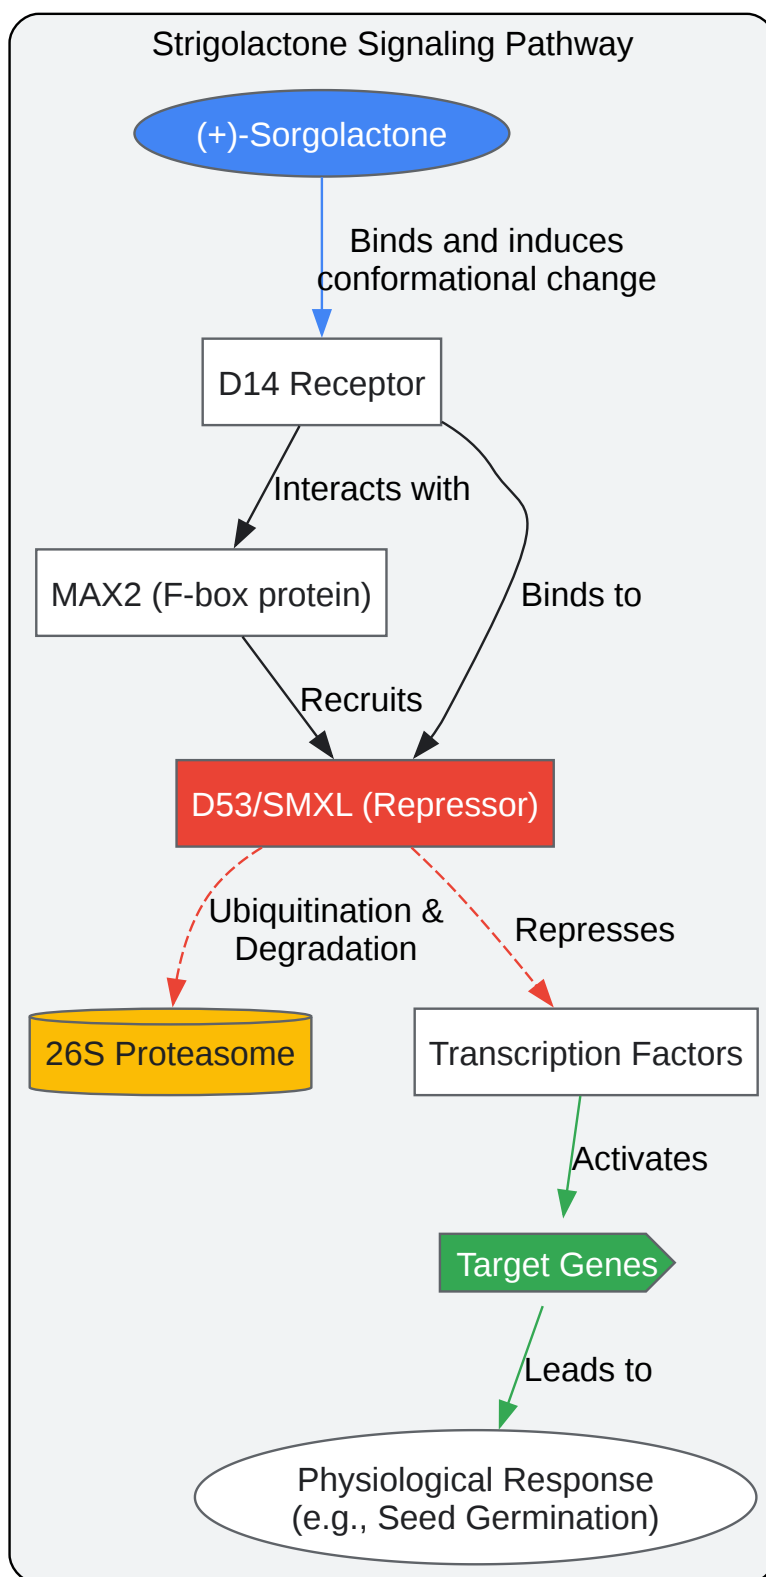 Strigolactone Signaling Pathway
(+)-Sorgolactone
Binds and induces
conformational change
D14 Receptor
Interacts with
MAX2 (F-box protein)
Binds to
Recruits
D53/SMXL (Repressor)
Ubiquitination &
Degradation
Represses
26S Proteasome
Transcription Factors
Activates
Target Genes
Leads to
Physiological Response
(e.g., Seed Germination)